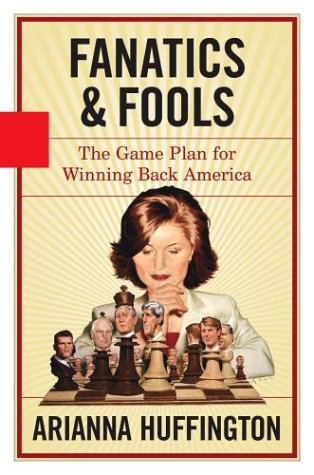 FANATICS
& FOOLS
The Game Plan for
Winning Back America
ARIANNA HUFFINGTON